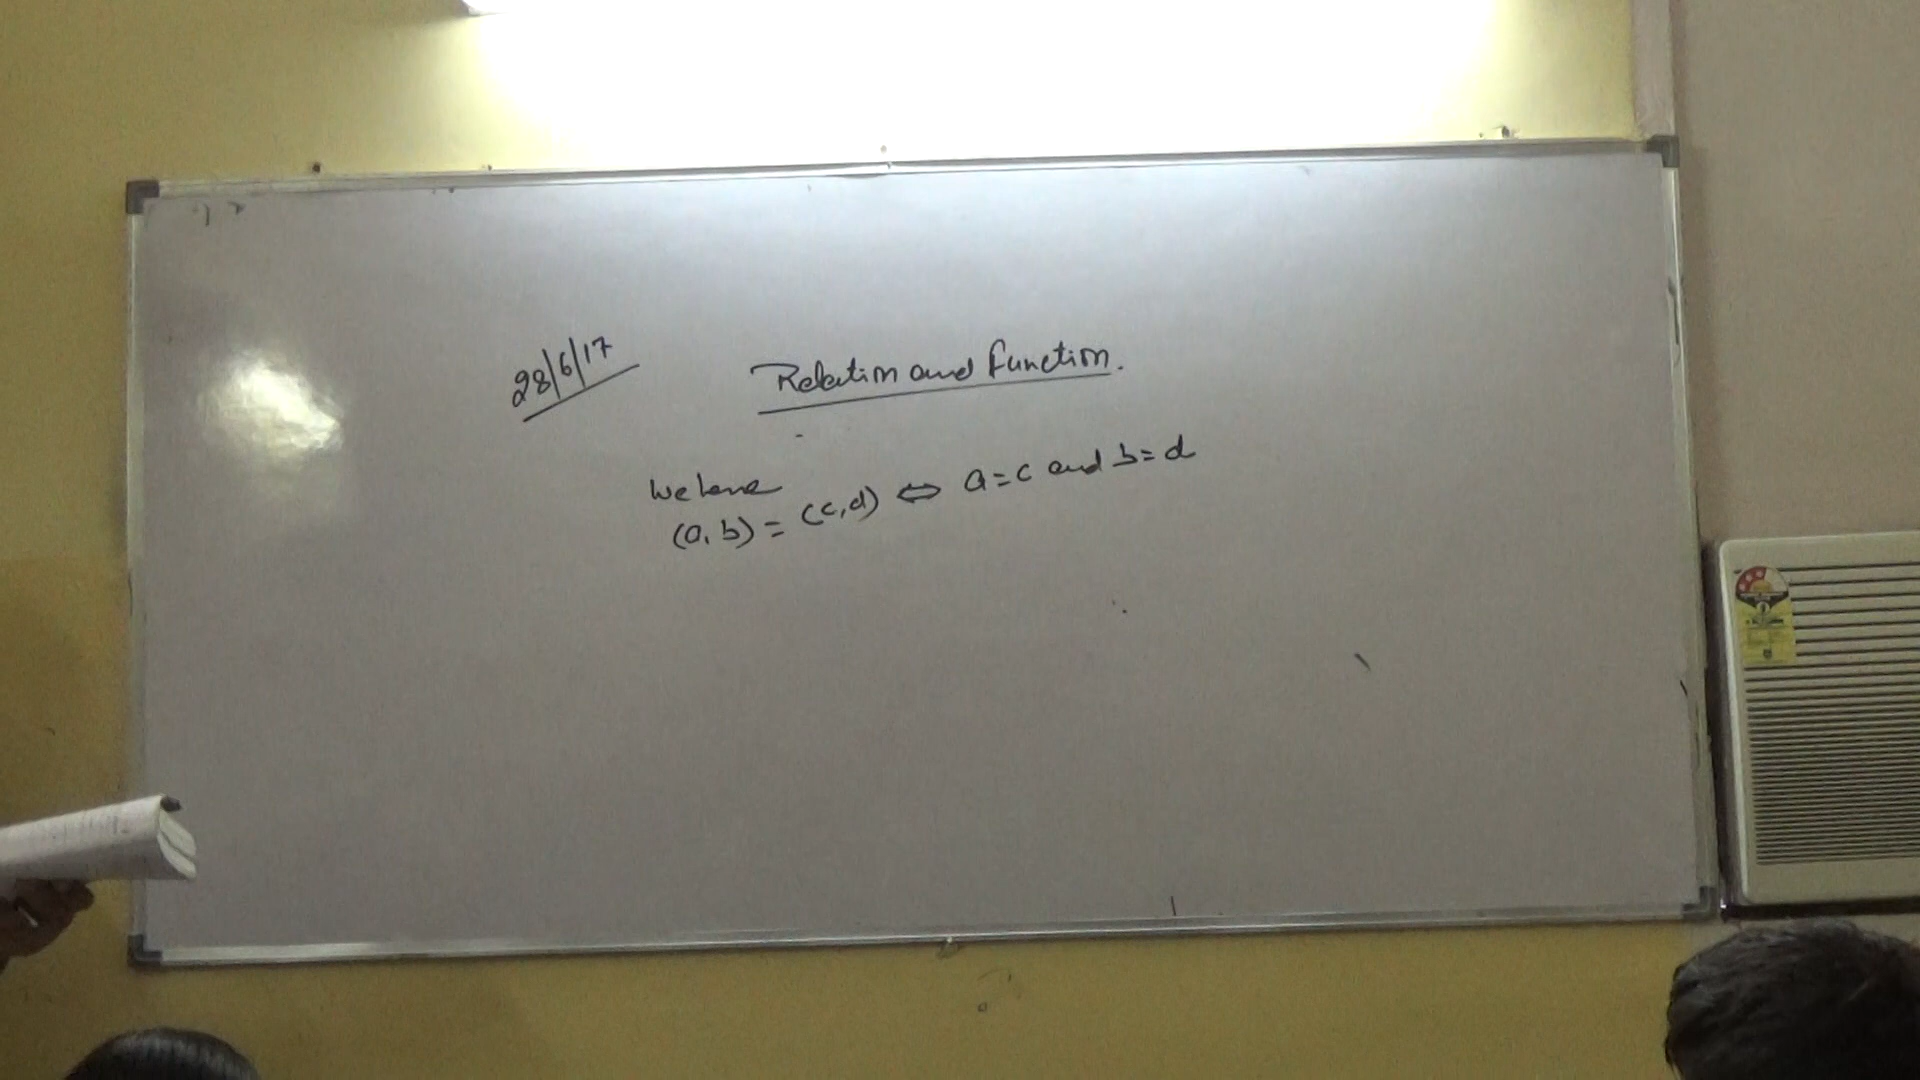 28/6/17
Relation and Function.
We have
(a, b) = (c, d) ⇔ a = c and b = d